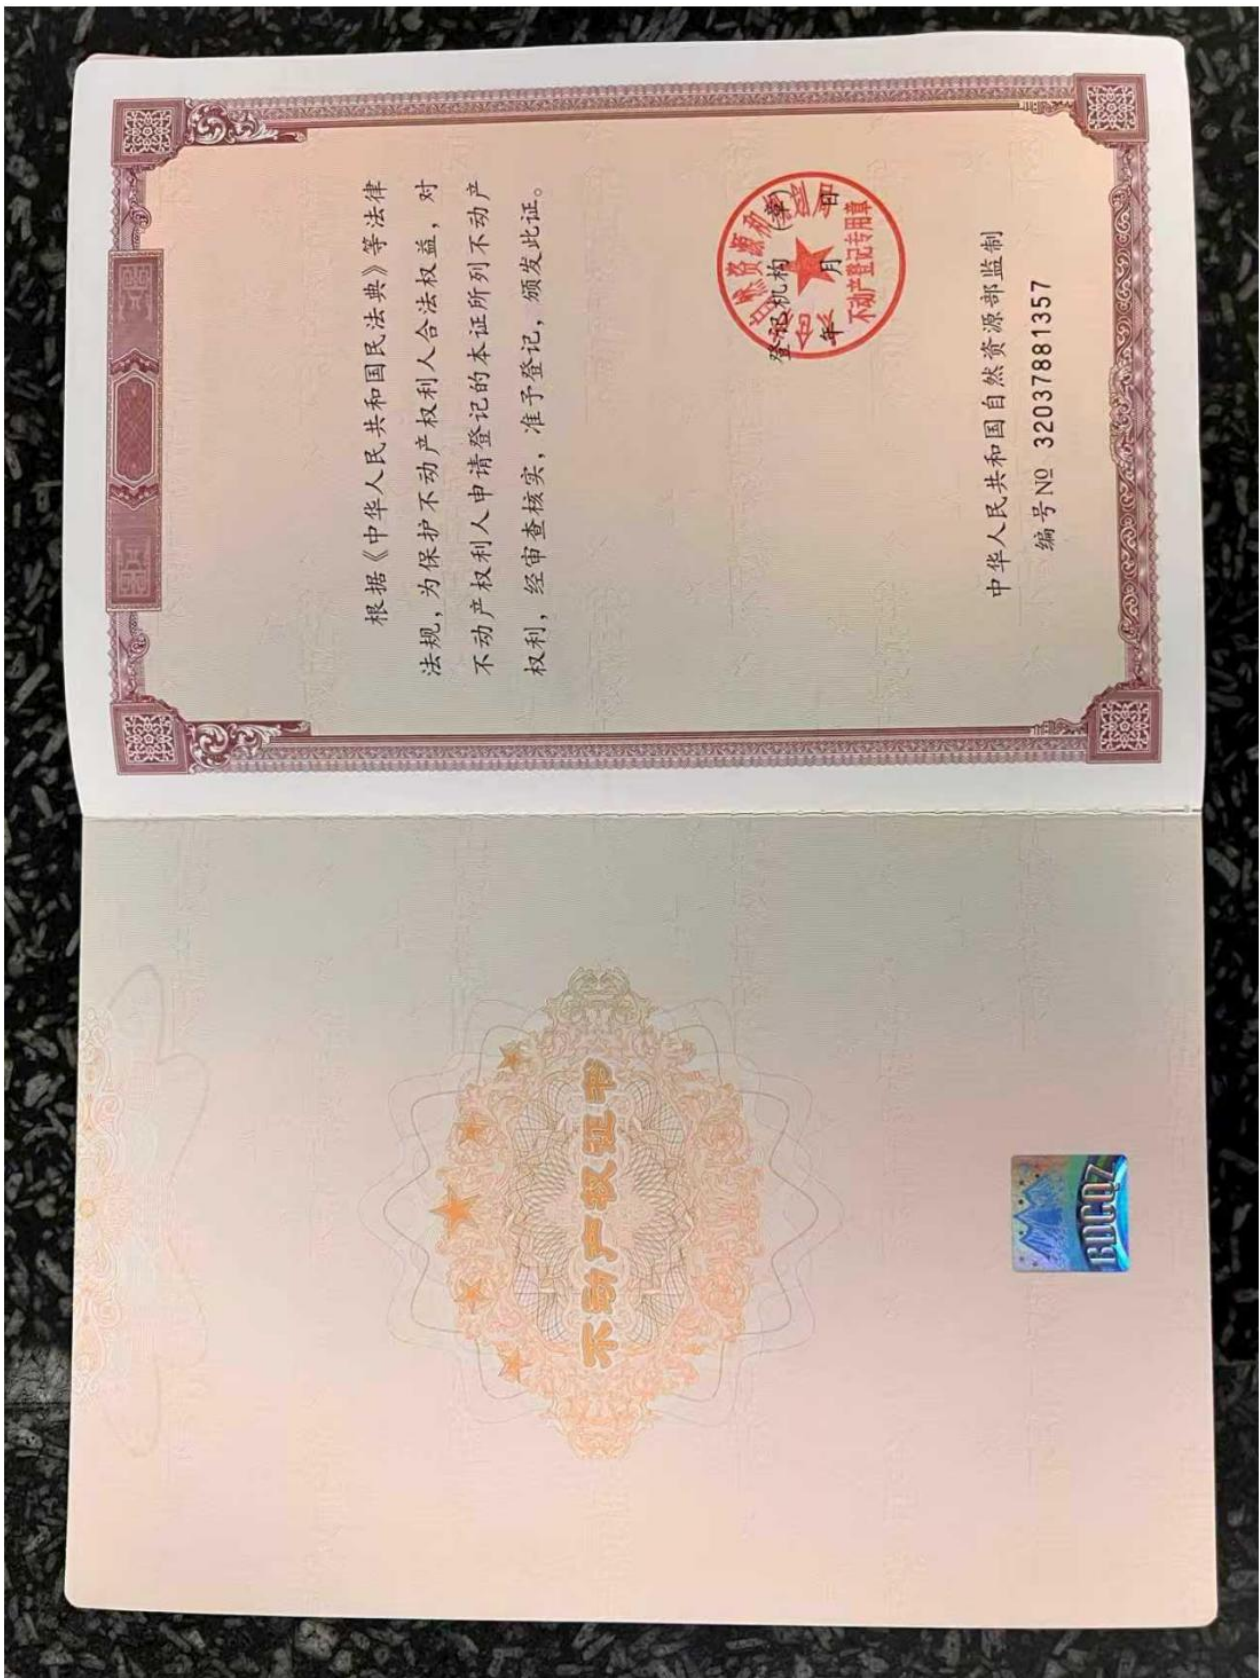 不动产权证书
BDCQZ
根据《中华人民共和国民法典》等法律
法规，为保护不动产权利人合法权益，对
不动产权利人申请登记的本证所列不动产
权利，经审查核实，准予登记，颁发此证。
登记机构（章）
年 月 日
自然资源
不动产登记专用章
中华人民共和国自然资源部监制
编号№ 32037881357